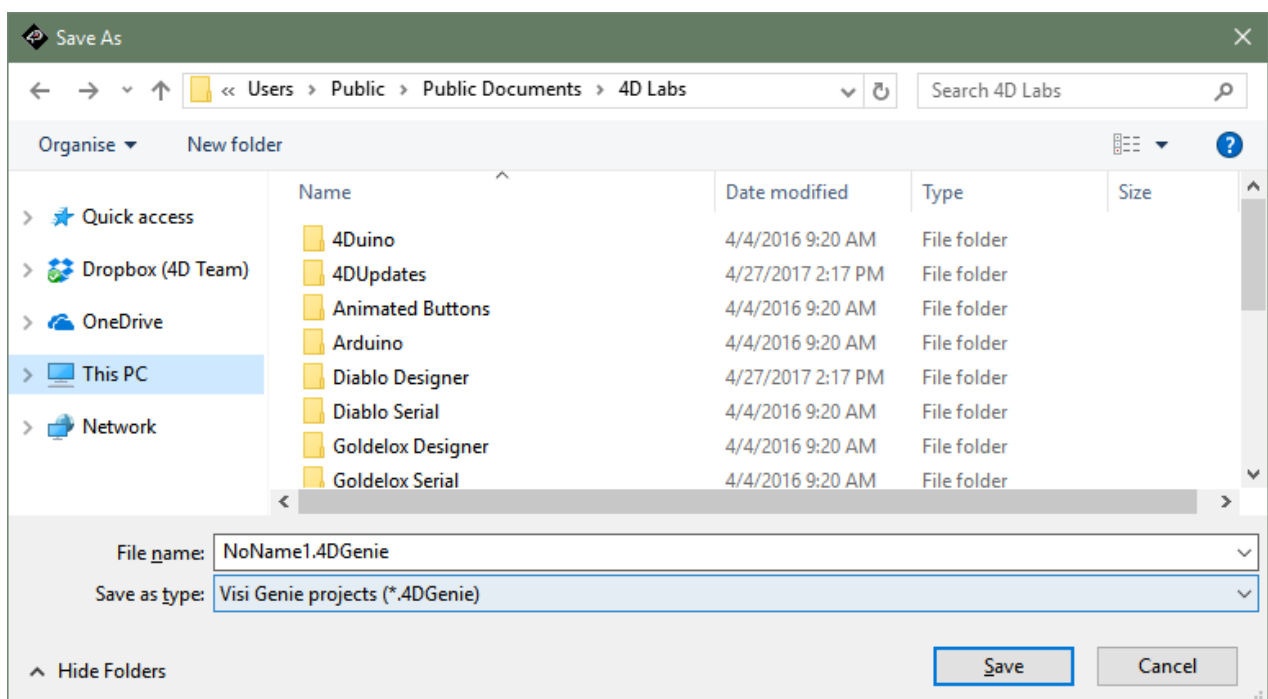 Save As
« Users > Public > Public Documents > 4D Labs
Search 4D Labs
Organise
New folder
Name Date modified Type Size
Quick access
Dropbox (4D Team)
OneDrive
This PC
Network
4Duino 4/4/2016 9:20 AM File folder
4DUpdates 4/27/2017 2:17 PM File folder
Animated Buttons 4/4/2016 9:20 AM File folder
Arduino 4/4/2016 9:20 AM File folder
Diablo Designer 4/27/2017 2:17 PM File folder
Diablo Serial 4/4/2016 9:20 AM File folder
Goldelox Designer 4/4/2016 9:20 AM File folder
Goldelox Serial 4/4/2016 9:20 AM File folder
File name: NoName1.4DGenie
Save as type: Visi Genie projects (*.4DGenie)
Hide Folders
Save
Cancel